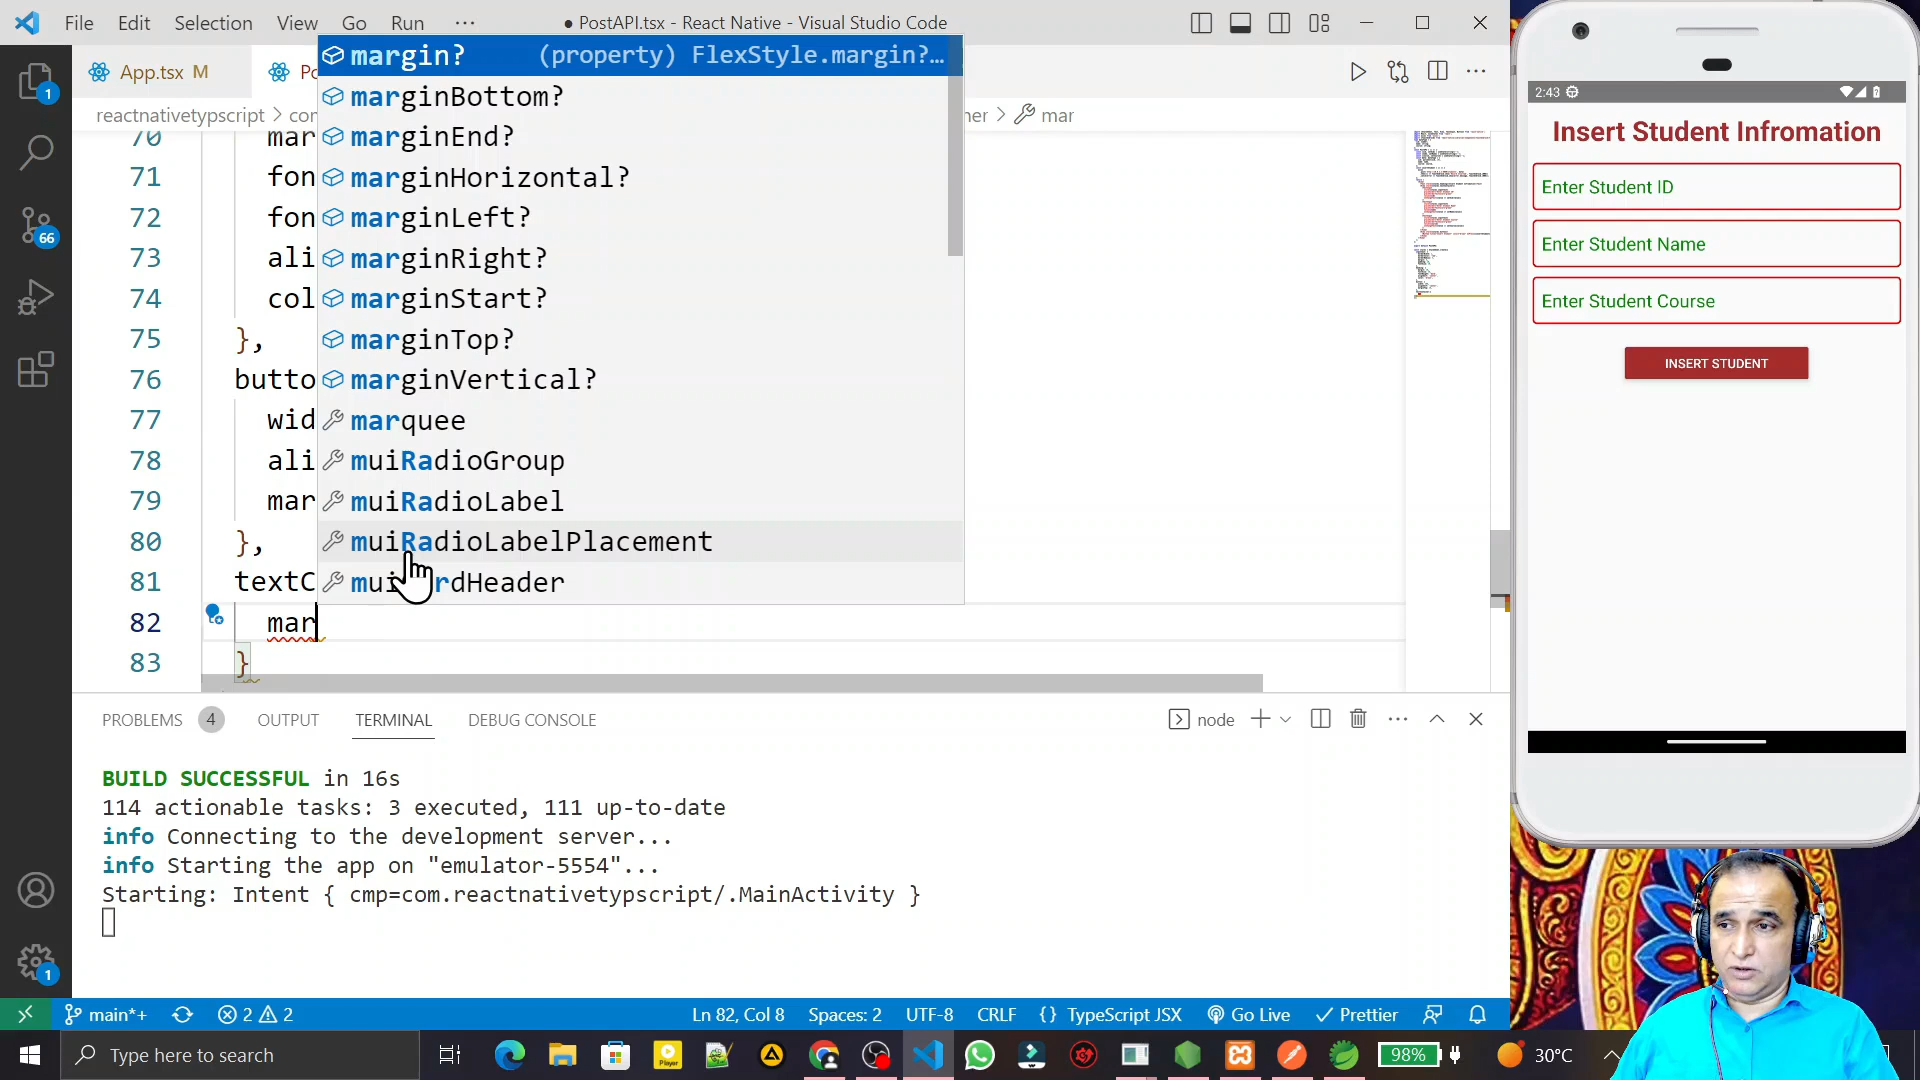 File Edit Selection View Go Run ··· ● PostAPI.tsx - React Native - Visual Studio Code
App.tsx M
reactnativetypscript
mar
margin? (property) FlexStyle.margin?…
marginBottom?
marginEnd?
marginHorizontal?
marginLeft?
marginRight?
marginStart?
marginTop?
marginVertical?
marquee
muiRadioGroup
muiRadioLabel
muiRadioLabelPlacement
70 mar
71 fon
72 fon
73 ali
74 col
75 },
76 butto
77 wid
78 ali
79 mar
80 },
81 textC
82 mar
83 }
PROBLEMS 4 OUTPUT TERMINAL DEBUG CONSOLE
node
BUILD SUCCESSFUL in 16s
114 actionable tasks: 3 executed, 111 up-to-date
info Connecting to the development server...
info Starting the app on "emulator-5554"...
Starting: Intent { cmp=com.reactnativetypscript/.MainActivity }
1
66
1
main*+ 2 2 Ln 82, Col 8 Spaces: 2 UTF-8 CRLF {} TypeScript JSX Go Live Prettier
Type here to search
Player
98%
30°C
2:43
Insert Student Infromation
Enter Student ID
Enter Student Name
Enter Student Course
INSERT STUDENT